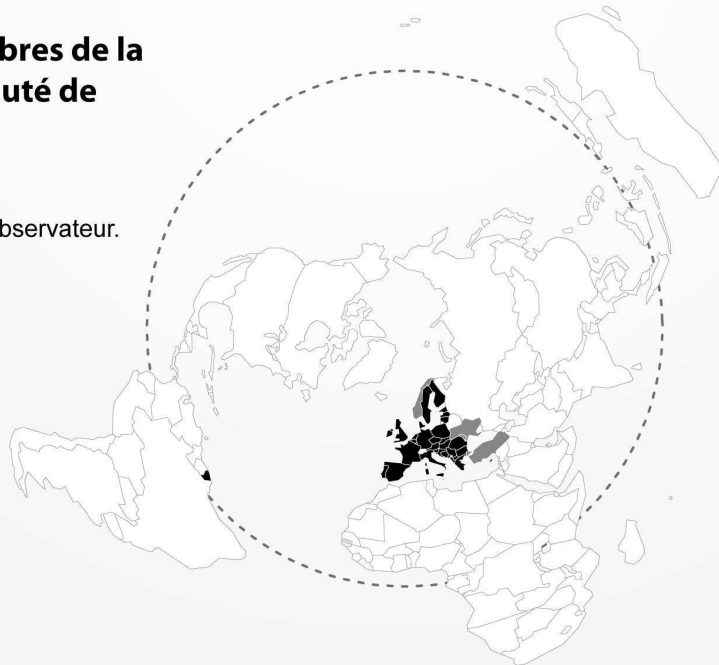 bres de la
uté de
bservateur.